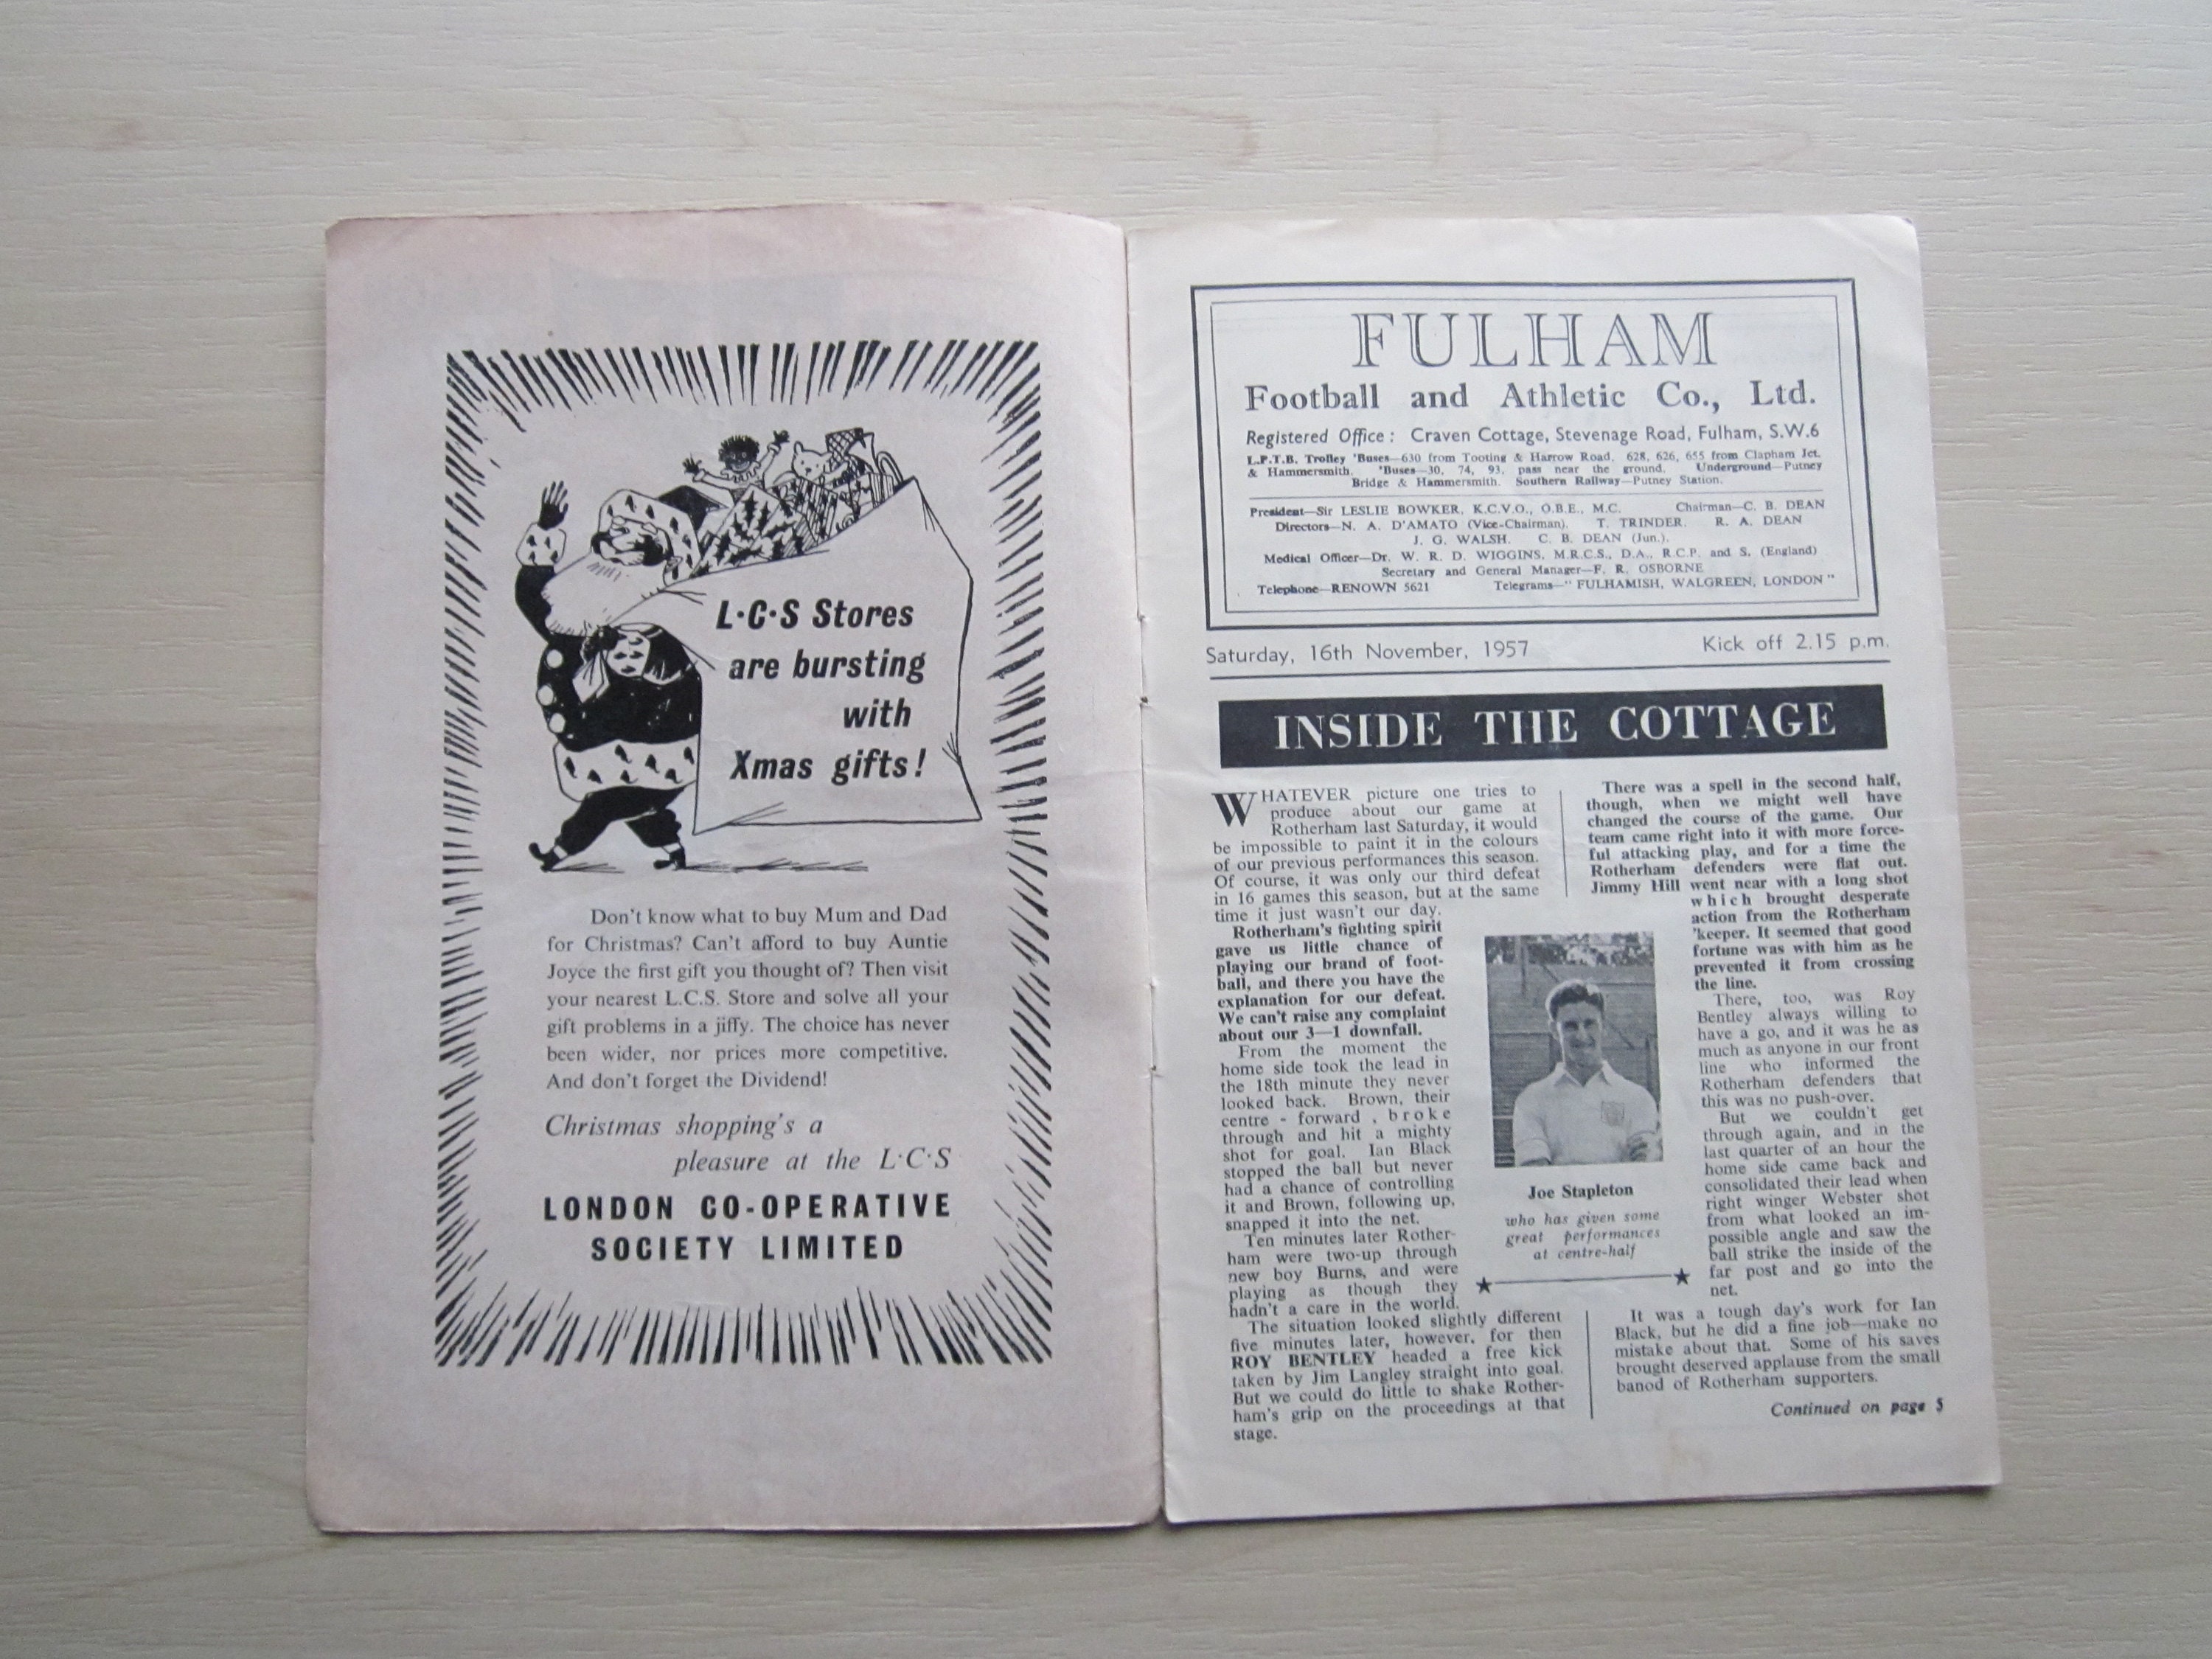 L·C·S Stores
are bursting
with
Xmas gifts!
Don't know what to buy Mum and Dad
for Christmas? Can't afford to buy Auntie
Joyce the first gift you thought of? Then visit
your nearest L.C.S. Store and solve all your
gift problems in a jiffy. The choice has never
been wider, nor prices more competitive.
And don't forget the Dividend!
Christmas shopping's a
pleasure at the L·C·S
LONDON CO-OPERATIVE
SOCIETY LIMITED
FULHAM
Football and Athletic Co., Ltd.
Registered Office: Craven Cottage, Stevenage Road, Fulham, S.W.6
L.P.T.B. Trolley 'Buses—630 from Tooting & Harrow Road, 628, 626, 655 from Clapham Jct.
& Hammersmith. 'Buses—30, 74, 93, pass near the ground. Underground—Putney
Bridge & Hammersmith. Southern Railway—Putney Station.
President—Sir LESLIE BOWKER, K.C.V.O., O.B.E., M.C. Chairman—C. B. DEAN
Directors—N. A. D'AMATO (Vice-Chairman). T. TRINDER. R. A. DEAN
J. G. WALSH. C. B. DEAN (Jun.).
Medical Officer—Dr. W. R. D. WIGGINS, M.R.C.S., D.A., R.C.P. and S. (England)
Secretary and General Manager—F. R. OSBORNE
Telephone—RENOWN 5621 Telegrams—"FULHAMISH, WALGREEN, LONDON"
Saturday, 16th November, 1957 Kick off 2.15 p.m.
INSIDE THE COTTAGE
WHATEVER picture one tries to
produce about our game at
Rotherham last Saturday, it would
be impossible to paint it in the colours
of our previous performances this season.
Of course, it was only our third defeat
in 16 games this season, but at the same
time it just wasn't our day.
Rotherham's fighting spirit
gave us little chance of
playing our brand of foot-
ball, and there you have the
explanation for our defeat.
We can't raise any complaint
about our 3—1 downfall.
From the moment the
home side took the lead in
the 18th minute they never
looked back. Brown, their
centre - forward , broke
through and hit a mighty
shot for goal. Ian Black
stopped the ball but never
had a chance of controlling
it and Brown, following up,
snapped it into the net.
Ten minutes later Rother-
ham were two-up through
new boy Burns, and were
playing as though they
hadn't a care in the world.
The situation looked slightly different
five minutes later, however, for then
ROY BENTLEY headed a free kick
taken by Jim Langley straight into goal.
But we could do little to shake Rother-
ham's grip on the proceedings at that
stage.
Joe Stapleton
who has given some
great performances
at centre-half
There was a spell in the second half,
though, when we might well have
changed the course of the game. Our
team came right into it with more force-
ful attacking play, and for a time the
Rotherham defenders were flat out.
Jimmy Hill went near with a long shot
which brought desperate
action from the Rotherham
'keeper. It seemed that good
fortune was with him as he
prevented it from crossing
the line.
There, too, was Roy
Bentley always willing to
have a go, and it was he as
much as anyone in our front
line who informed the
Rotherham defenders that
this was no push-over.
But we couldn't get
through again, and in the
last quarter of an hour the
home side came back and
consolidated their lead when
right winger Webster shot
from what looked an im-
possible angle and saw the
ball strike the inside of the
far post and go into the
net.
It was a tough day's work for Ian
Black, but he did a fine job—make no
mistake about that. Some of his saves
brought deserved applause from the small
banod of Rotherham supporters.
Continued on page 5